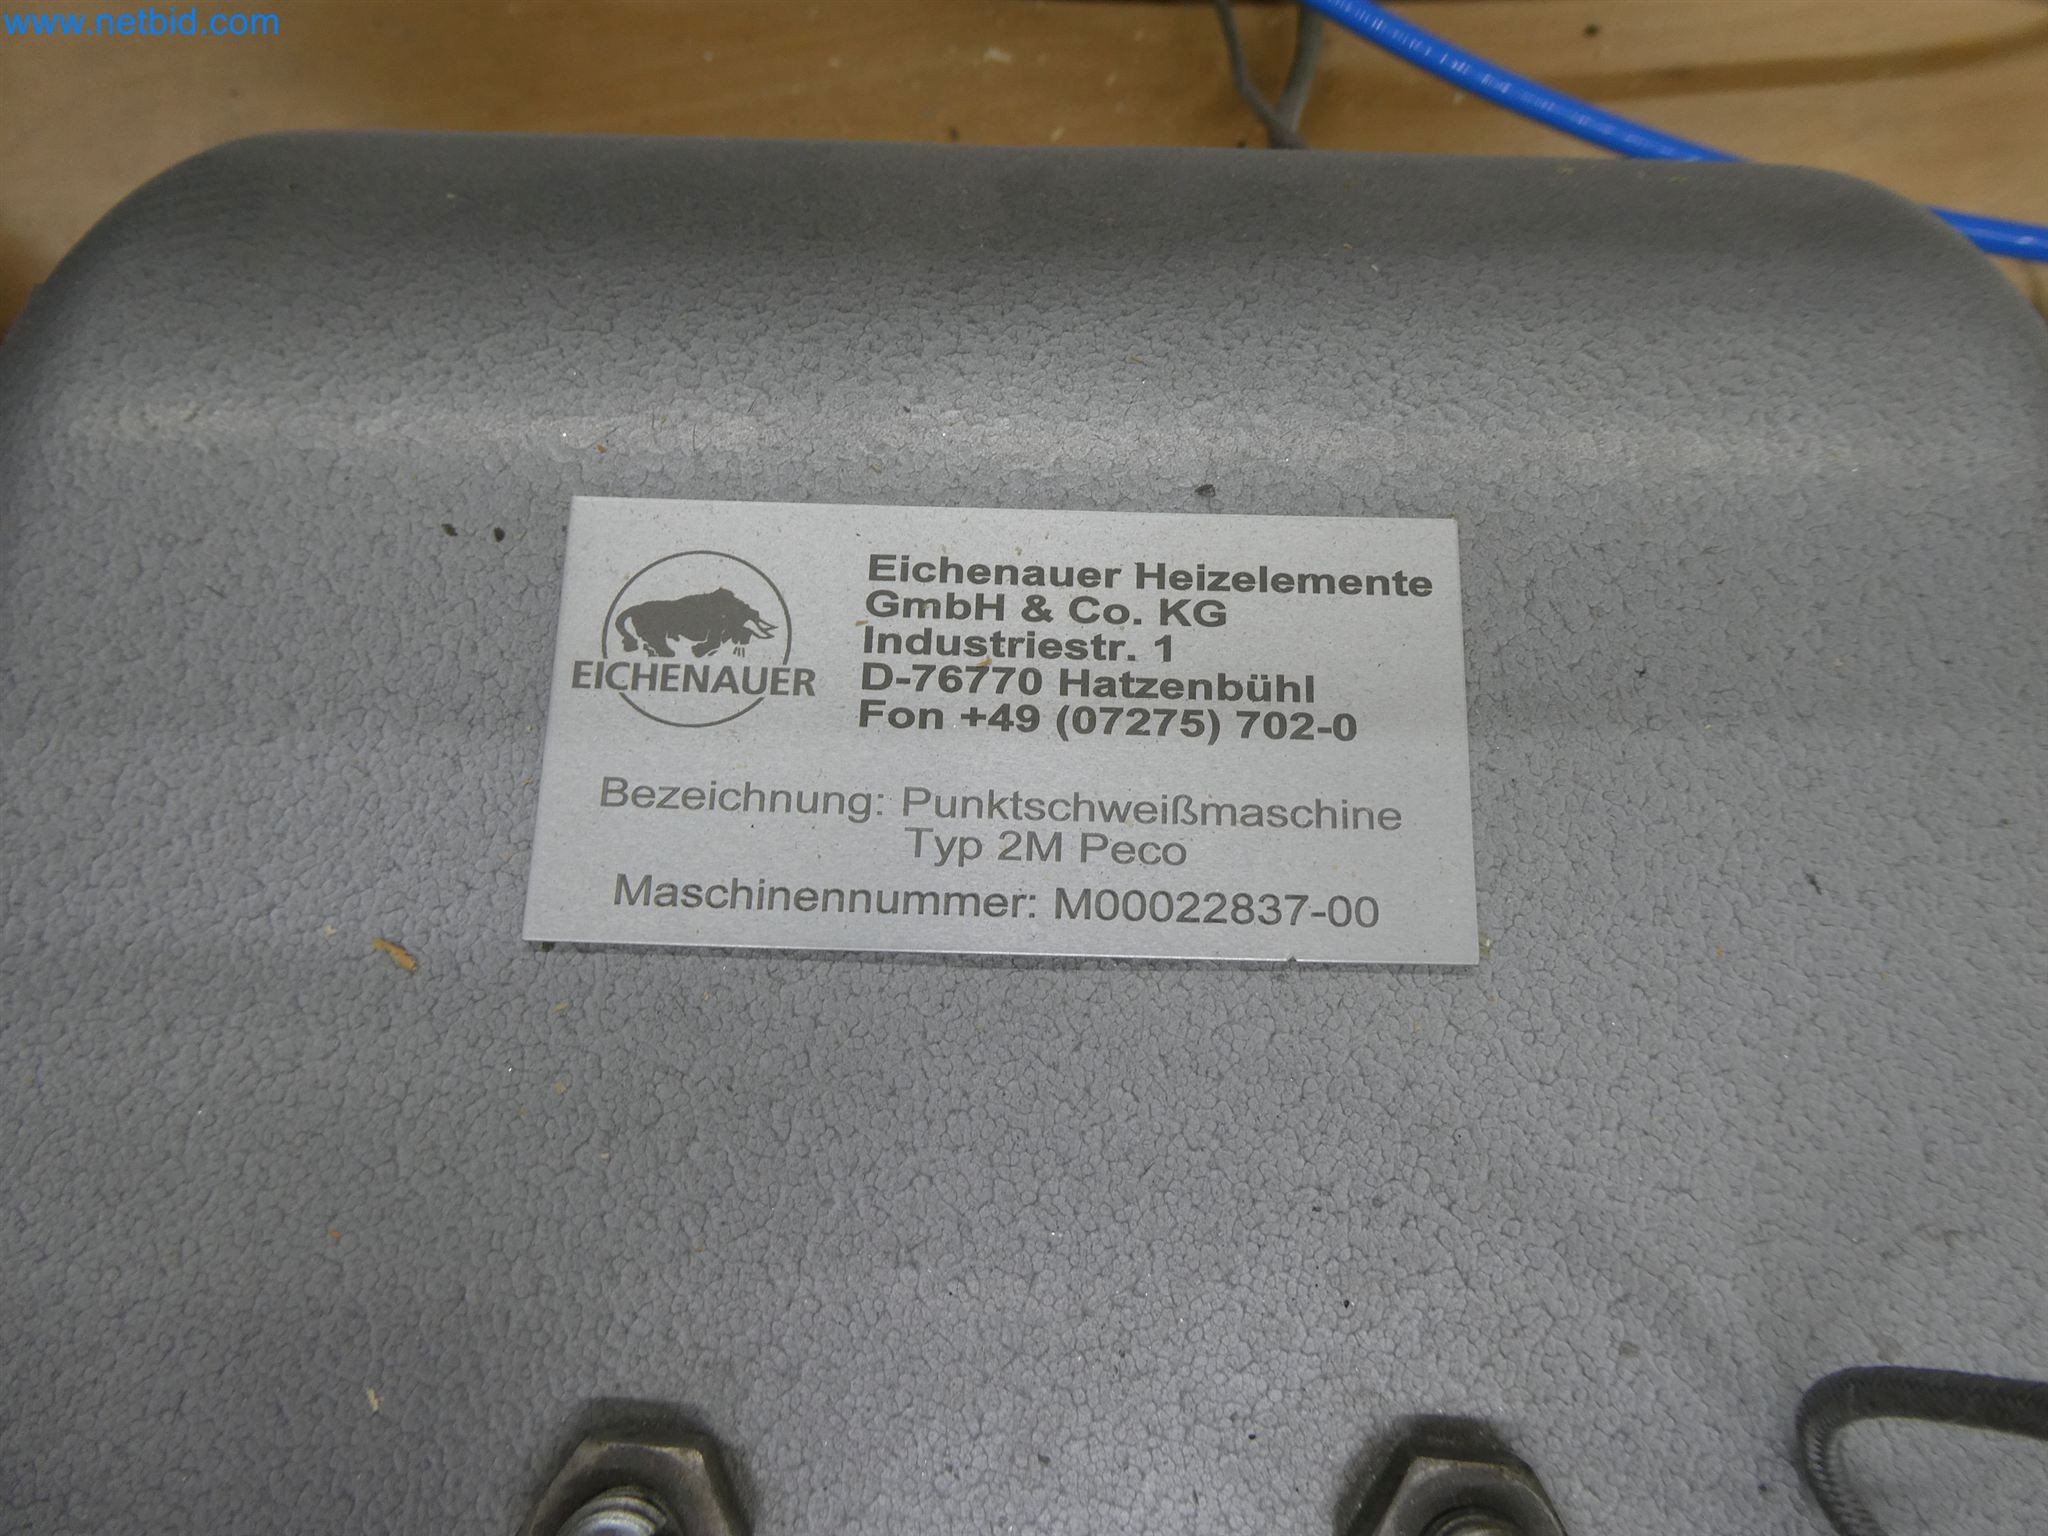 www.netbid.com
EICHENAUER
Eichenauer Heizelemente
GmbH & Co. KG
Industriestr. 1
D-76770 Hatzenbühl
Fon +49 (07275) 702-0
Bezeichnung: Punktschweißmaschine
Typ 2M Peco
Maschinennummer: M00022837-00